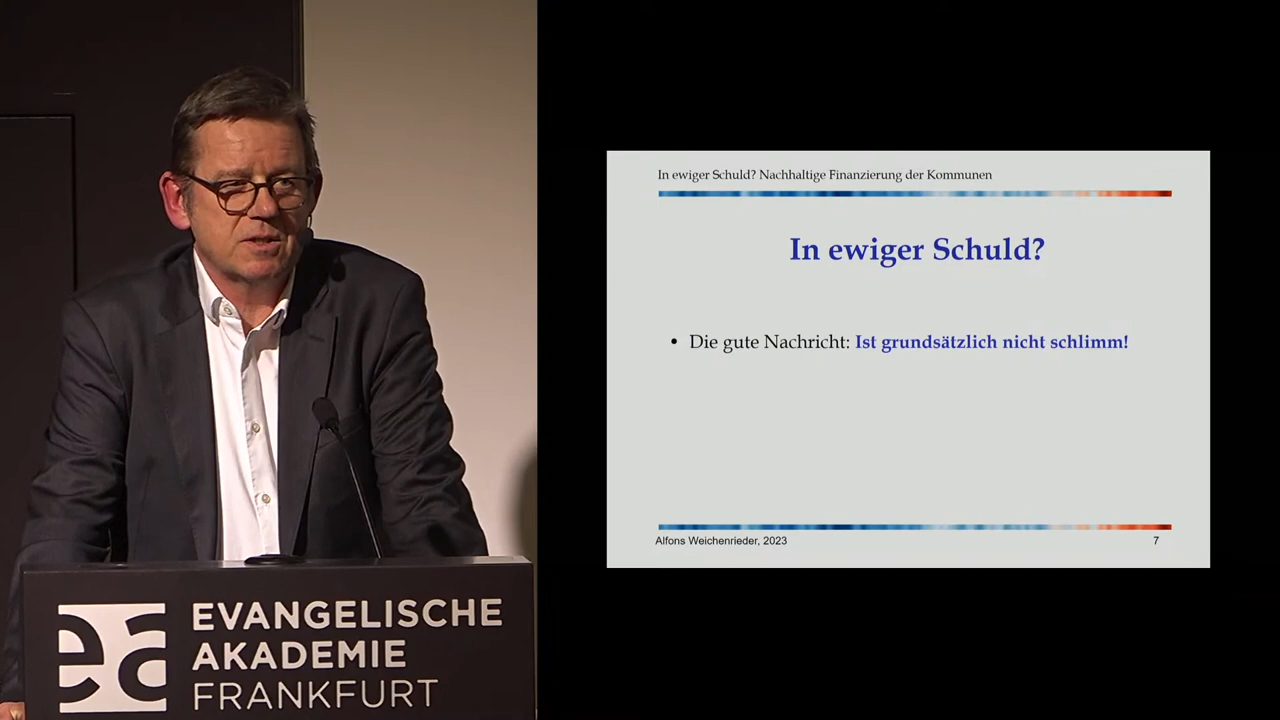 In ewiger Schuld? Nachhaltige Finanzierung der Kommunen
In ewiger Schuld?
• Die gute Nachricht: Ist grundsätzlich nicht schlimm!
Alfons Weichenrieder, 2023
7
ea
EVANGELISCHE
AKADEMIE
FRANKFURT